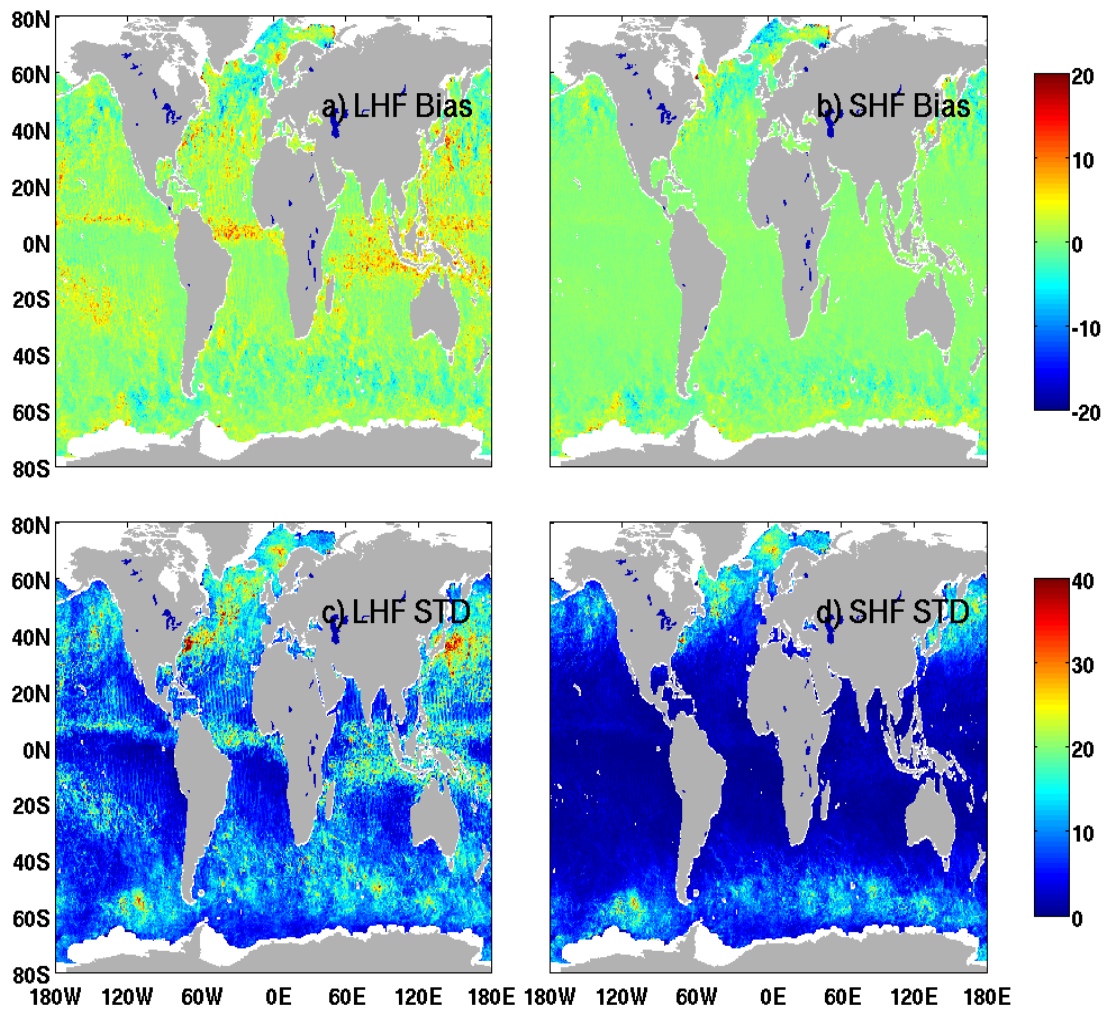 80N
60N
40N
20N
0N
20S
40S
60S
80S
a) LHF Bias
b) SHF Bias
20
10
0
-10
-20
80N
60N
40N
20N
0N
20S
40S
60S
80S
c) LHF STD
d) SHF STD
40
30
20
10
0
180W 120W 60W 0E 60E 120E 180E
180W 120W 60W 0E 60E 120E 180E